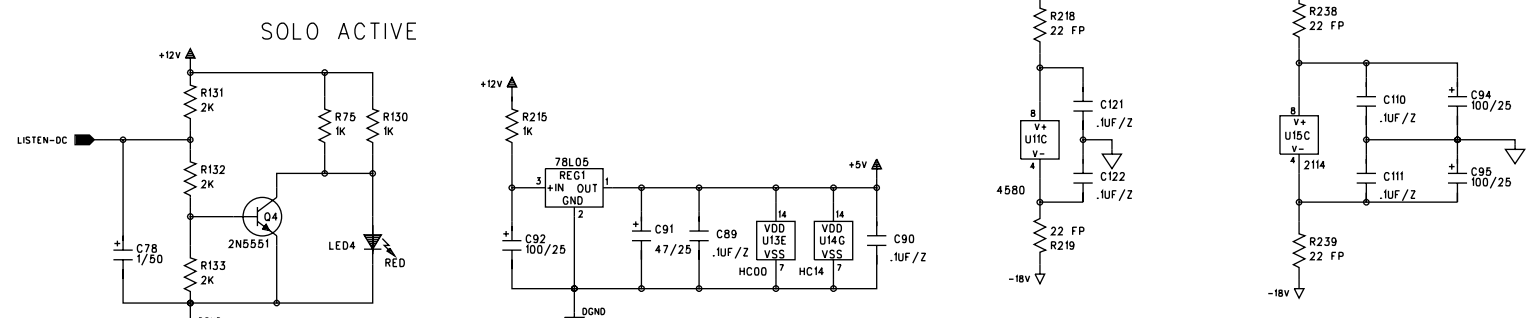 SOLO ACTIVE
+12V
R131
2K
R75
1K
R130
1K
LISTEN-DC
R132
2K
Q4
2N5551
LED4
RED
+
C78
1/50
R133
2K
+12V
R215
1K
78L05
REG1
3
+IN
OUT
1
GND
2
+5V
+
C92
100/25
+
C91
47/25
C89
.1UF/Z
14
VDD
U13E
VSS
7
HC00
14
VDD
U14G
VSS
7
HC14
C90
.1UF/Z
DGND
R218
22 FP
C121
.1UF/Z
8
V+
U11C
V-
4
4580
C122
.1UF/Z
22 FP
R219
-18V
R238
22 FP
C110
.1UF/Z
+
C94
100/25
8
V+
U15C
V-
4
2114
C111
.1UF/Z
+
C95
100/25
R239
22 FP
-18V